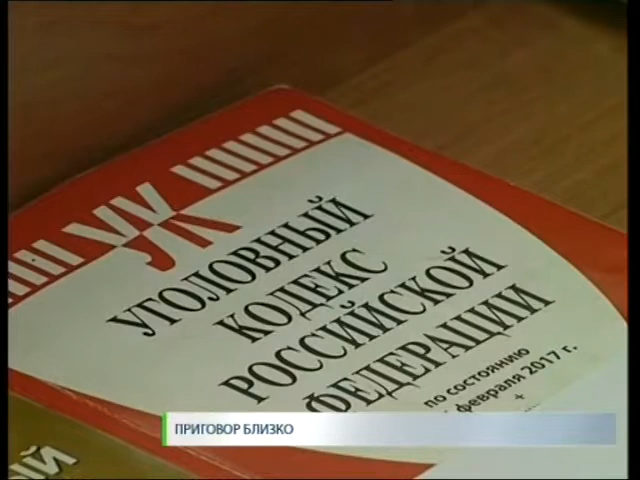 УК
УГОЛОВНЫЙ
КОДЕКС
РОССИЙСКОЙ
ФЕДЕРАЦИИ
по состоянию
февраля 2017 г.
+
ПРИГОВОР БЛИЗКО